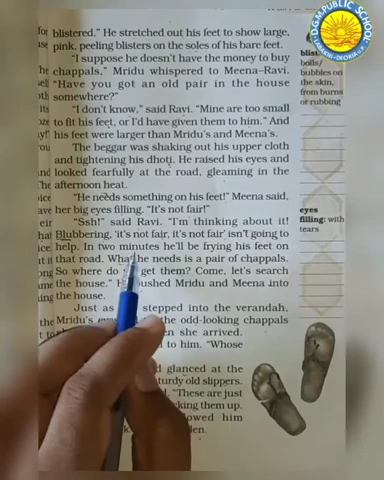 D.G.M. PUBLIC SCHOOL
blistered." He stretched out his feet to show large,
pink, peeling blisters on the soles of his bare feet.
"I suppose he doesn't have the money to buy
chappals," Mridu whispered to Meena–Ravi.
"Have you got an old pair in the house
somewhere?"
"I don't know," said Ravi. "Mine are too small
to fit his feet, or I'd have given them to him." And
his feet were larger than Mridu's and Meena's.
The beggar was shaking out his upper cloth
and tightening his dhoti. He raised his eyes and
looked fearfully at the road, gleaming in the
afternoon heat.
"He needs something on his feet!" Meena said,
her big eyes filling. "It's not fair!"
"Ssh!" said Ravi. "I'm thinking about it!
Blubbering, 'it's not fair, it's not fair' isn't going to
help. In two minutes he'll be frying his feet on
that road. What he needs is a pair of chappals.
So where do get them? Come, let's search
the house." pushed Mridu and Meena into
the house.
Just as stepped into the verandah,
Mridu's the odd-looking chappals
she arrived.
to him. "Whose
glanced at the
sturdy old slippers.
"These are just
them up.
him
boils/
bubbles on
the skin,
from burns
or rubbing
eyes
filling: with
tears